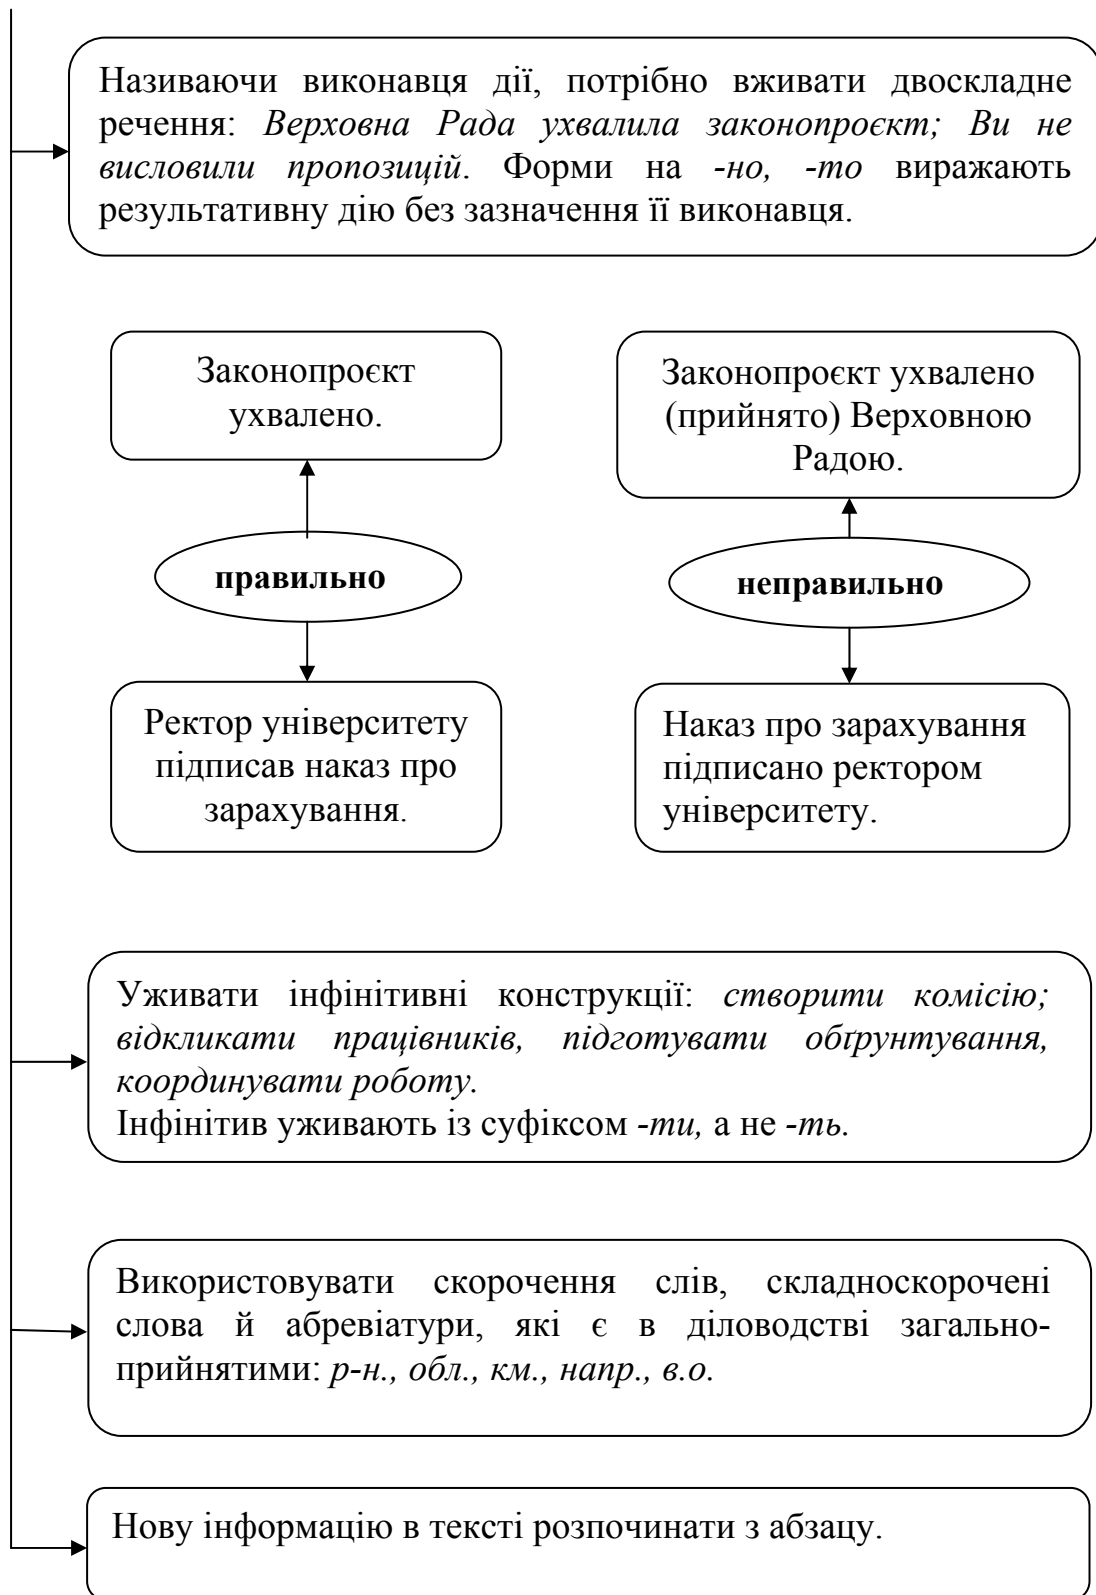 Називаючи виконавця дії, потрібно вживати двоскладне
речення: Верховна Рада ухвалила законопроєкт; Ви не
висловили пропозицій. Форми на -но, -то виражають
результативну дію без зазначення її виконавця.
Законопроєкт
ухвалено.
Законопроєкт ухвалено
(прийнято) Верховною
Радою.
правильно
неправильно
Ректор університету
підписав наказ про
зарахування.
Наказ про зарахування
підписано ректором
університету.
Уживати інфінітивні конструкції: створити комісію;
відкликати працівників, підготувати обґрунтування,
координувати роботу.
Інфінітив уживають із суфіксом -ти, а не -ть.
Використовувати скорочення слів, складноскорочені
слова й абревіатури, які є в діловодстві загально-
прийнятими: р-н., обл., км., напр., в.о.
Нову інформацію в тексті розпочинати з абзацу.